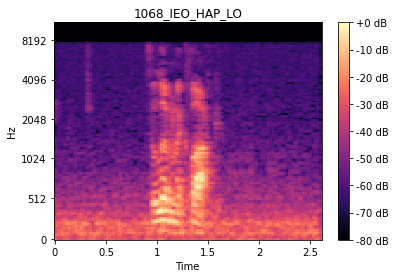 1068_IEO_HAP_LO
+0 dB
8192
-10 dB
4096
-20 dB
-30 dB
2048
Hz
-40 dB
1024
-50 dB
512
-60 dB
-70 dB
0
-80 dB
0
0.5
1
1.5
2
2.5
Time